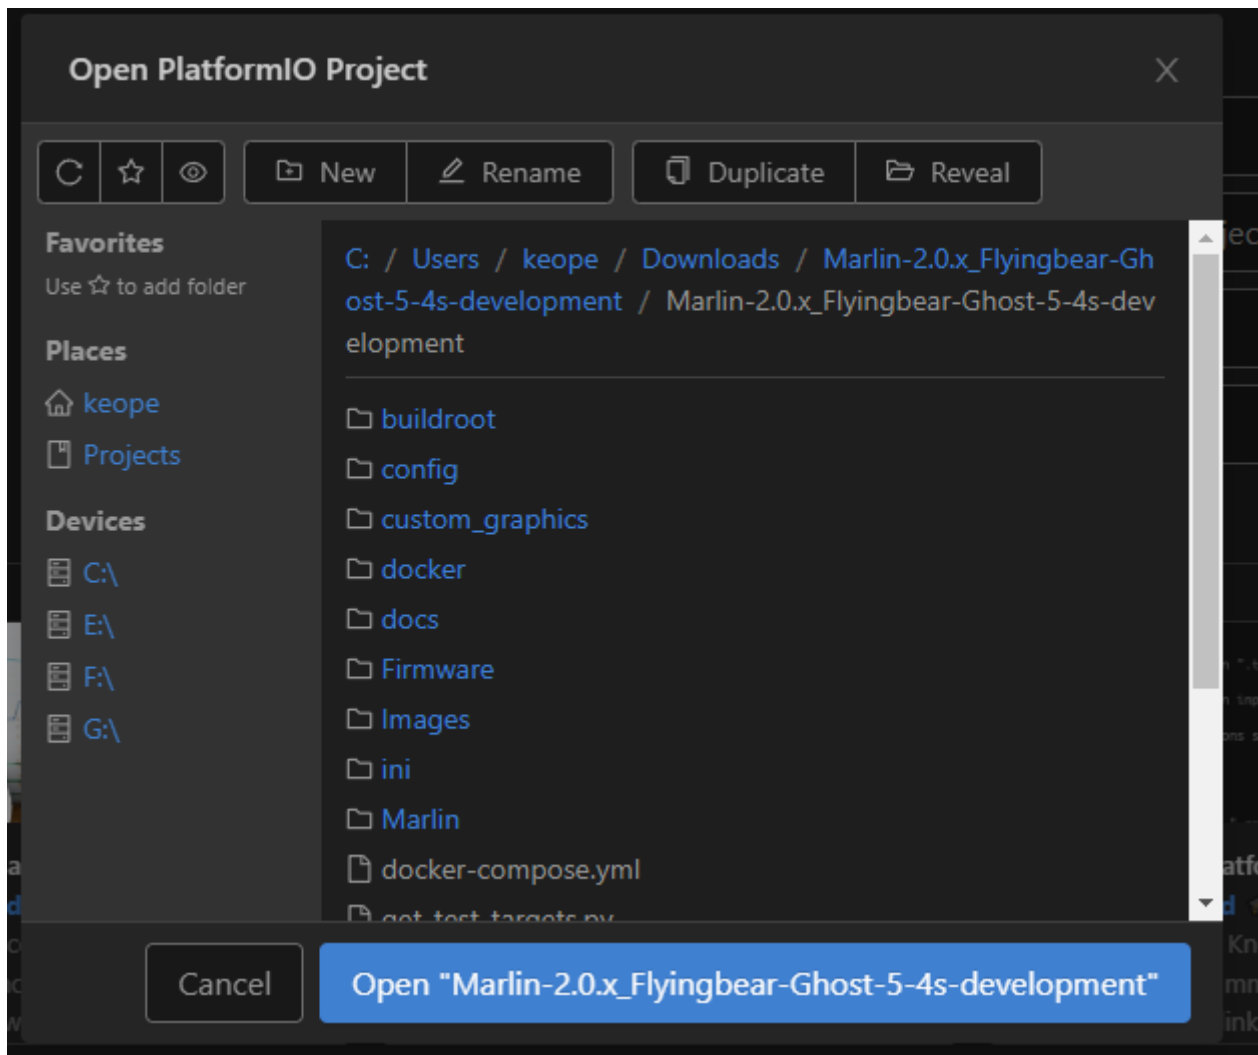 Open PlatformIO Project
New
Rename
Duplicate
Reveal
Favorites
Use ☆ to add folder
Places
keope
Projects
Devices
C:\
E:\
F:\
G:\
C: / Users / keope / Downloads / Marlin-2.0.x_Flyingbear-Gh
ost-5-4s-development / Marlin-2.0.x_Flyingbear-Ghost-5-4s-dev
elopment
buildroot
config
custom_graphics
docker
docs
Firmware
Images
ini
Marlin
docker-compose.yml
get_test_targets.py
Cancel
Open "Marlin-2.0.x_Flyingbear-Ghost-5-4s-development"